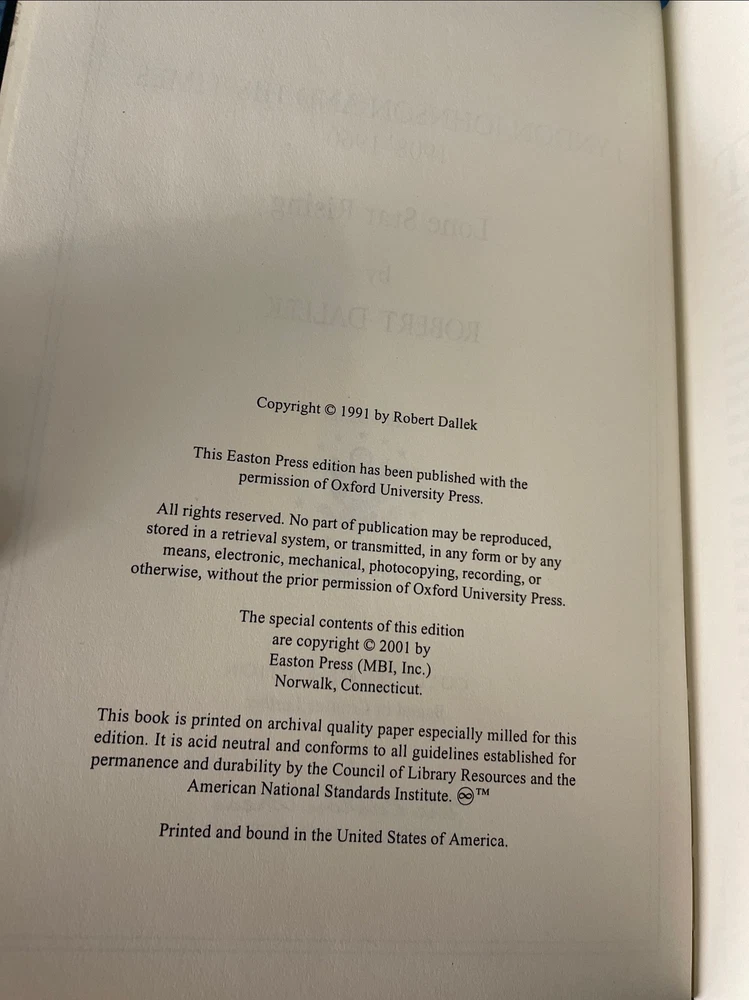 Copyright © 1991 by Robert Dallek
This Easton Press edition has been published with the
permission of Oxford University Press.
All rights reserved. No part of publication may be reproduced,
stored in a retrieval system, or transmitted, in any form or by any
means, electronic, mechanical, photocopying, recording, or
otherwise, without the prior permission of Oxford University Press.
The special contents of this edition
are copyright © 2001 by
Easton Press (MBI, Inc.)
Norwalk, Connecticut.
This book is printed on archival quality paper especially milled for this
edition. It is acid neutral and conforms to all guidelines established for
permanence and durability by the Council of Library Resources and the
American National Standards Institute. ♾™
Printed and bound in the United States of America.